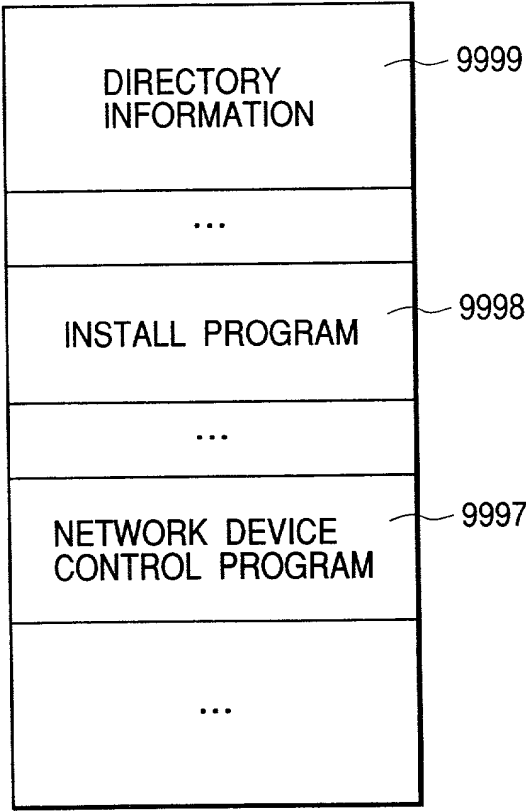 DIRECTORY
INFORMATION
9999
...
INSTALL PROGRAM
9998
...
NETWORK DEVICE
CONTROL PROGRAM
9997
...